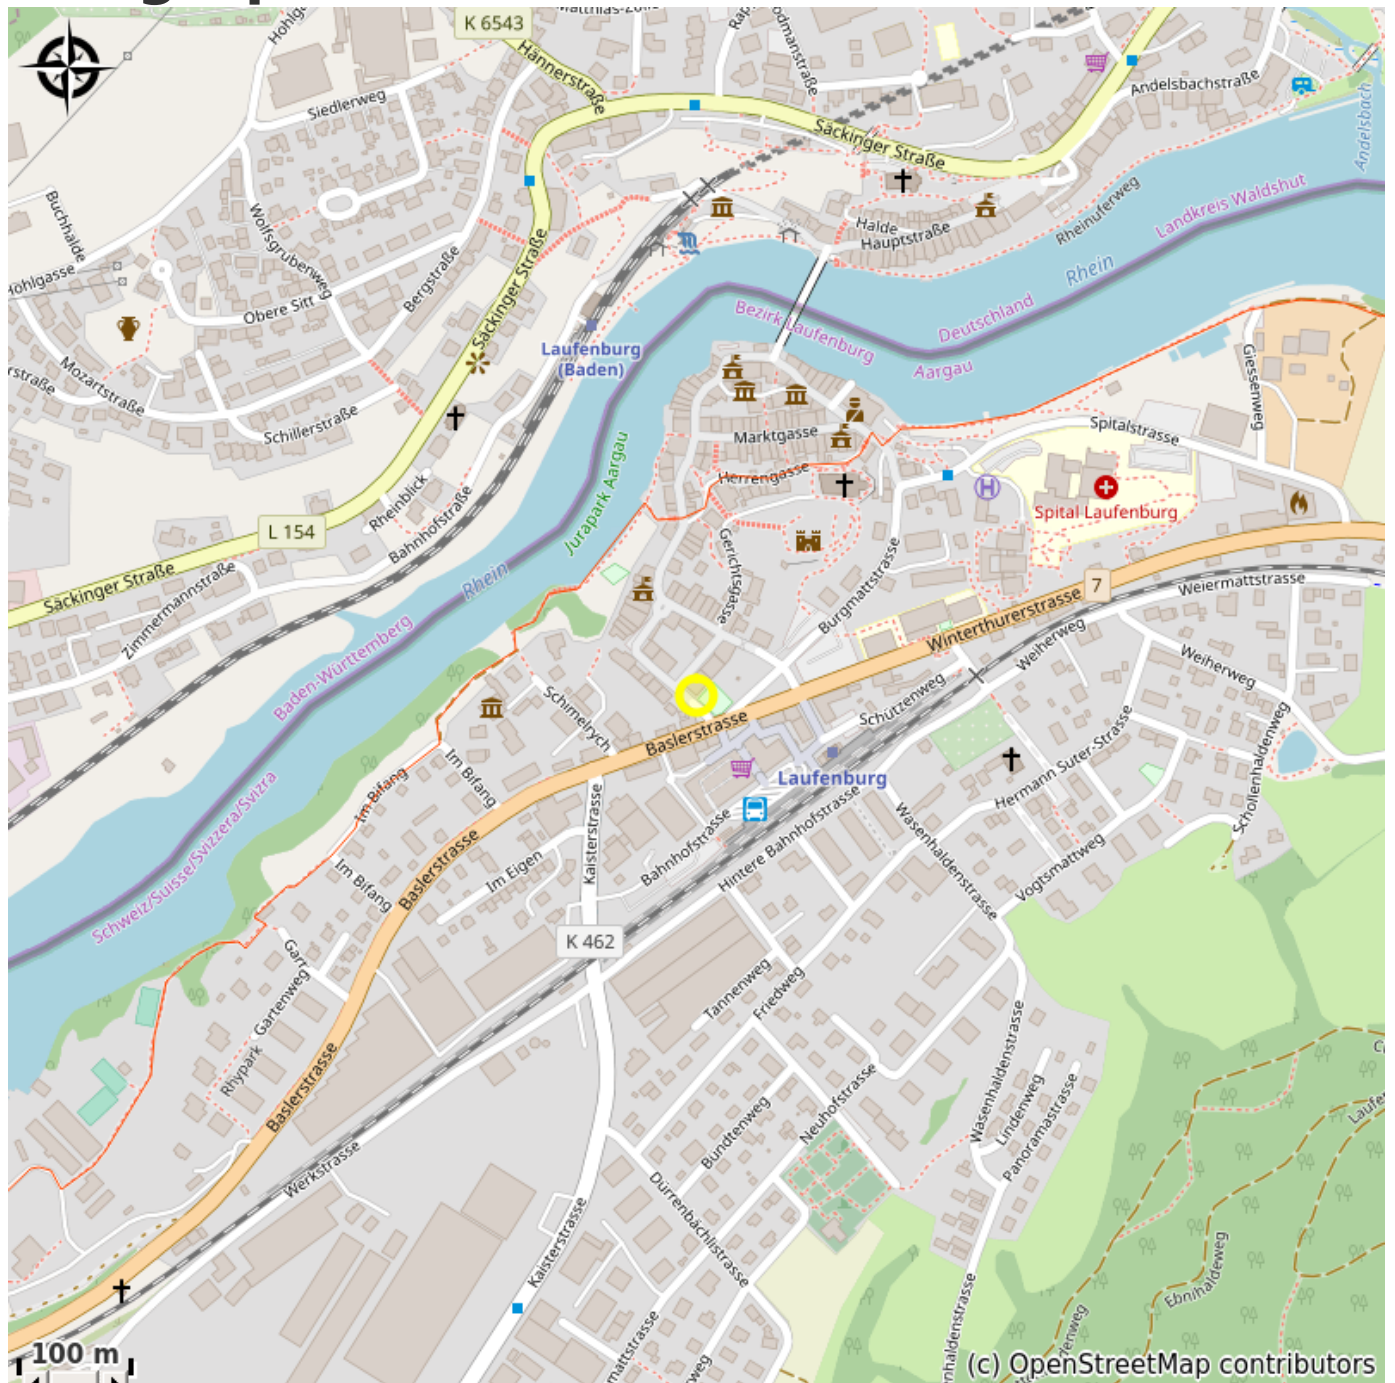 K 6543
Hännerstraße
Siedlerweg
Säckinger Straße
Andelsbachstraße
Andelsbach
Buchhalde
Wolfsgrubenweg
Bergstraße
Halde
Hauptstraße
Rheinuferweg
Landkreis Waldshut
Hohlgasse
Obere Sitt
Säckinger Straße
Rhein
Deutschland
Bezirk Laufenburg
Aargau
Laufenburg
(Baden)
Mozartstraße
Schillerstraße
Giessenweg
Marktgasse
Spitalstrasse
Herrengasse
Rheinblick
Bahnhofstraße
Jurapark Aargau
H
Spital Laufenburg
L 154
Gerichtsgasse
Burgmattstrasse
Säckinger Straße
Zimmermannstraße
Rhein
7
Weiermattstrasse
Winterthurerstrasse
Weiherweg
Weiherweg
Baden-Württemberg
Schimelrych
Schützenweg
Baslerstrasse
Laufenburg
Hermann Suter-Strasse
Schollenhaldenweg
Im Bifang
Im Bifang
Schweiz/Suisse/Svizzera/Svizra
Kaisterstrasse
Bahnhofstrasse
Hintere Bahnhofstrasse
Wasenhaldenstrasse
Vogtsmattweg
Baslerstrasse
Im Eigen
Im Bifang
K 462
Gart
Gartenweg
Tannenweg
Friedweg
Rhypark
Baslerstrasse
Wasenhaldenstrasse
Lindenweg
Panoramastrasse
Neuhofstrasse
Bundtenweg
Werkstrasse
Dürrenbächlistrasse
Kaisterstrasse
Ebnihaldeweg
nhaldenstrasse
mattstrasse
100 m
(c) OpenStreetMap contributors